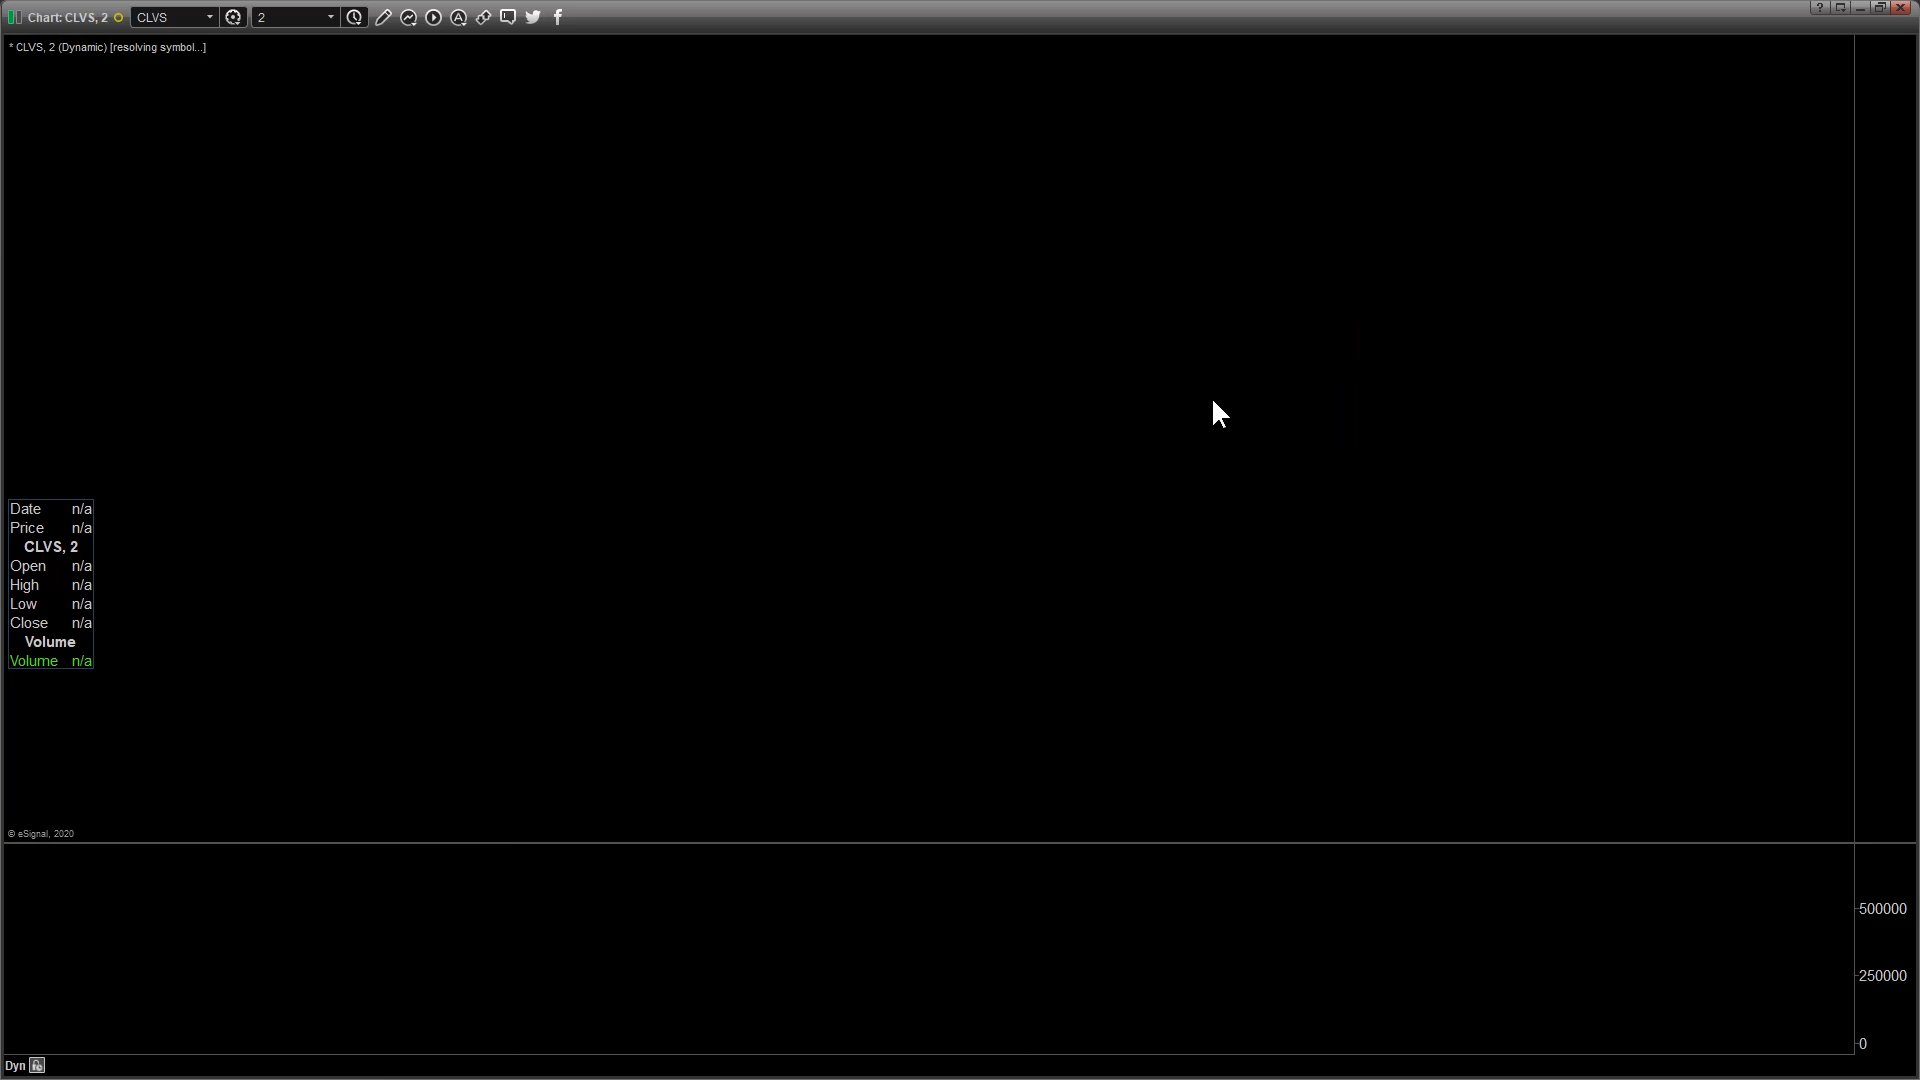 Chart: CLVS, 2 CLVS 2
* CLVS, 2 (Dynamic) [resolving symbol...]
Date n/a
Price n/a
CLVS, 2
Open n/a
High n/a
Low n/a
Close n/a
Volume
Volume n/a
© eSignal, 2020
500000
250000
0
Dyn